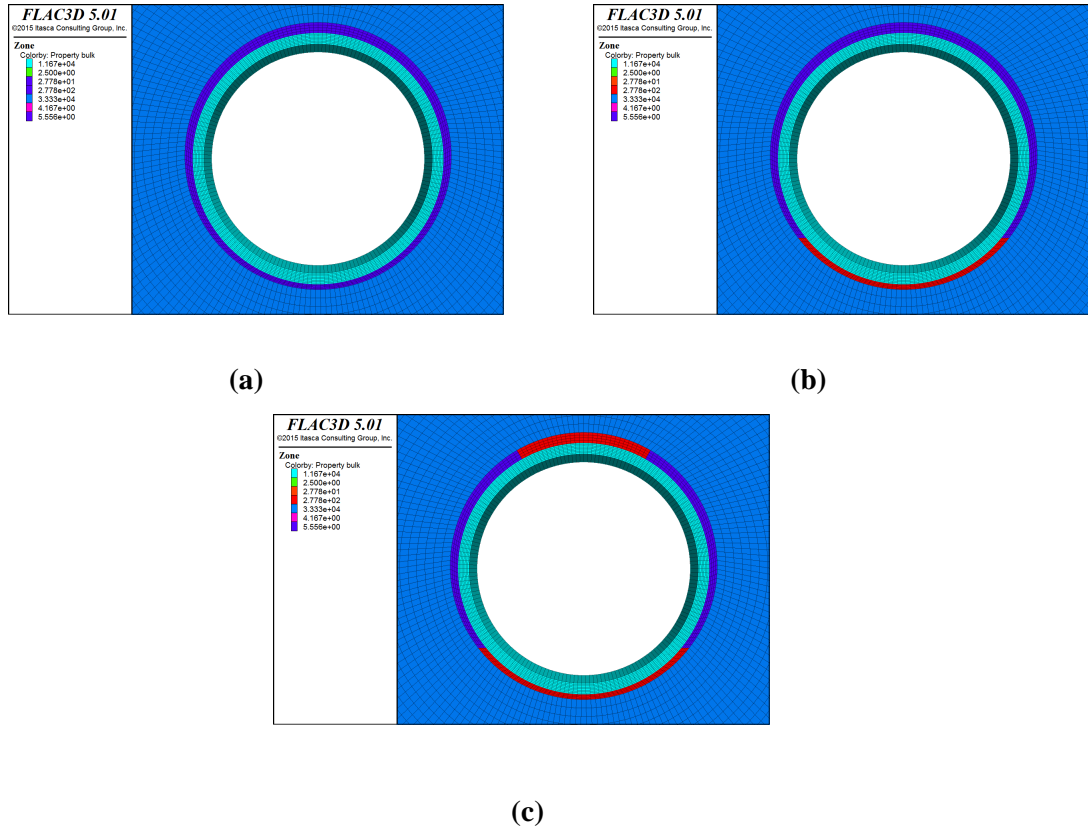 FLAC3D 5.01
©2015 Itasca Consulting Group, Inc.
Zone
Colorby: Property bulk
1.167e+04
2.500e+00
2.778e+01
2.778e+02
3.333e+04
4.167e+00
5.556e+00
(a)
FLAC3D 5.01
©2015 Itasca Consulting Group, Inc.
Zone
Colorby: Property bulk
1.167e+04
2.500e+00
2.778e+01
2.778e+02
3.333e+04
4.167e+00
5.556e+00
(b)
FLAC3D 5.01
©2015 Itasca Consulting Group, Inc.
Zone
Colorby: Property bulk
1.167e+04
2.500e+00
2.778e+01
2.778e+02
3.333e+04
4.167e+00
5.556e+00
(c)